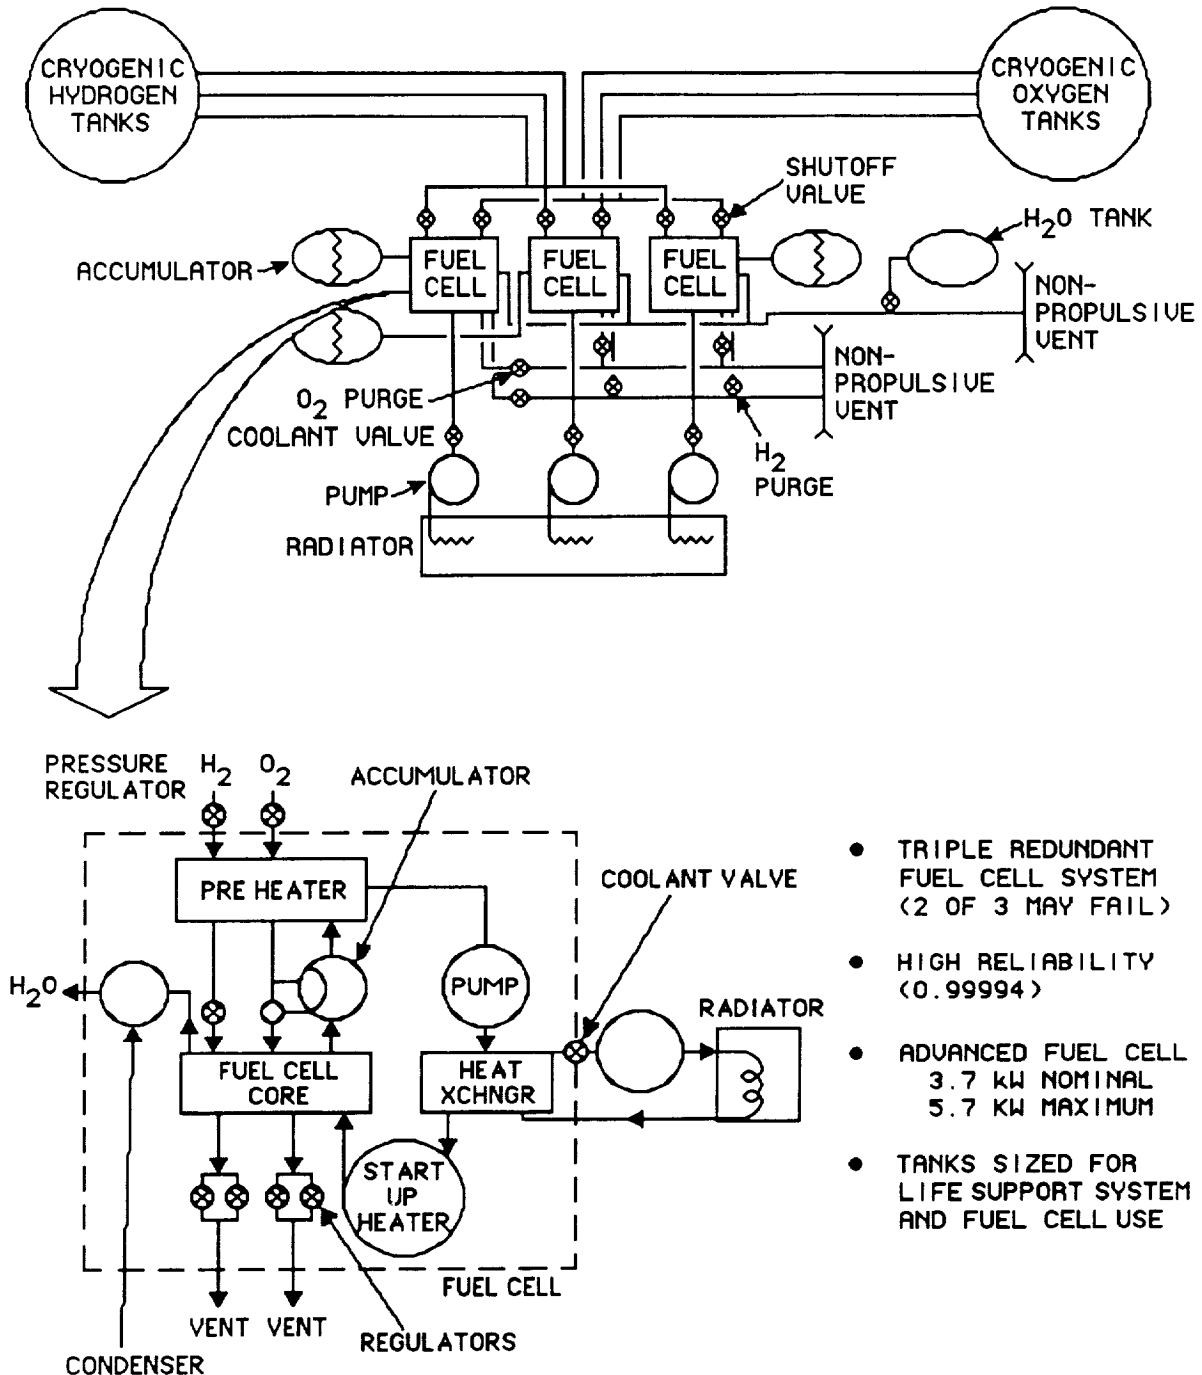 CRYOGENIC
HYDROGEN
TANKS
CRYOGENIC
OXYGEN
TANKS
SHUTOFF
VALVE
H2O TANK
ACCUMULATOR
FUEL
CELL
FUEL
CELL
FUEL
CELL
NON-
PROPULSIVE
VENT
NON-
PROPULSIVE
VENT
O2 PURGE
COOLANT VALVE
H2
PURGE
PUMP
RADIATOR
PRESSURE
REGULATOR
H2
O2
ACCUMULATOR
PRE HEATER
COOLANT VALVE
H2O
PUMP
RADIATOR
FUEL CELL
CORE
HEAT
XCHNGR
START
UP
HEATER
FUEL CELL
VENT
VENT
REGULATORS
CONDENSER
● TRIPLE REDUNDANT
FUEL CELL SYSTEM
(2 OF 3 MAY FAIL)
● HIGH RELIABILITY
(0.99994)
● ADVANCED FUEL CELL
3.7 kW NOMINAL
5.7 KW MAXIMUM
● TANKS SIZED FOR
LIFE SUPPORT SYSTEM
AND FUEL CELL USE